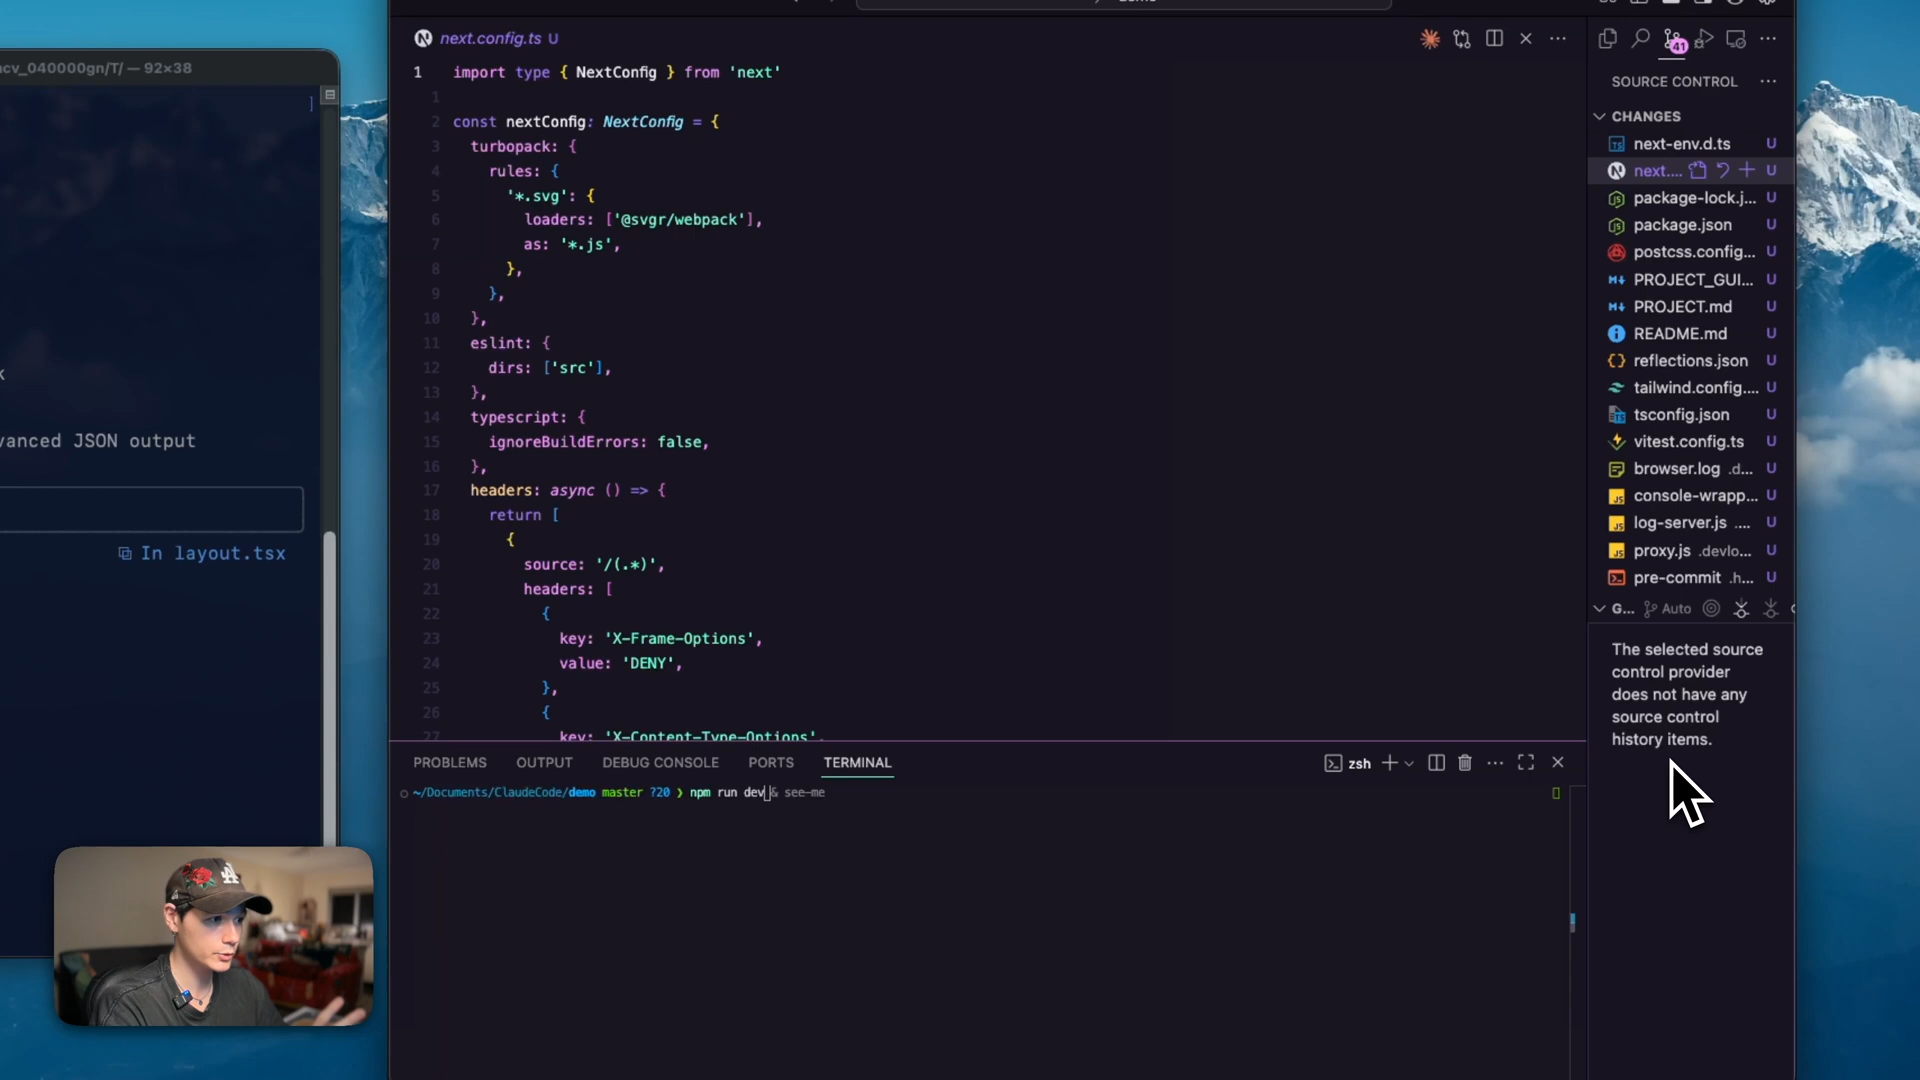 acv_040000gn/T/ — 92×38
]
vanced JSON output
In layout.tsx
next.config.ts U
1 import type { NextConfig } from 'next'
1
2 const nextConfig: NextConfig = {
3 turbopack: {
4 rules: {
5 '*.svg': {
6 loaders: ['@svgr/webpack'],
7 as: '*.js',
8 },
9 },
10 },
11 eslint: {
12 dirs: ['src'],
13 },
14 typescript: {
15 ignoreBuildErrors: false,
16 },
17 headers: async () => {
18 return [
19 {
20 source: '/(.*)',
21 headers: [
22 {
23 key: 'X-Frame-Options',
24 value: 'DENY',
25 },
26 {
27 key: 'X-Content-Type-Options',
PROBLEMS OUTPUT DEBUG CONSOLE PORTS TERMINAL
zsh
~/Documents/ClaudeCode/demo master ?20 ❯ npm run dev& see-me
41
SOURCE CONTROL
CHANGES
next-env.d.ts U
next.... U
package-lock.j... U
package.json U
postcss.config... U
PROJECT_GUI... U
PROJECT.md U
README.md U
reflections.json U
tailwind.config.... U
tsconfig.json U
vitest.config.ts U
browser.log .d... U
console-wrapp... U
log-server.js .... U
proxy.js .devlo... U
pre-commit .h... U
G... Auto
The selected source
control provider
does not have any
source control
history items.